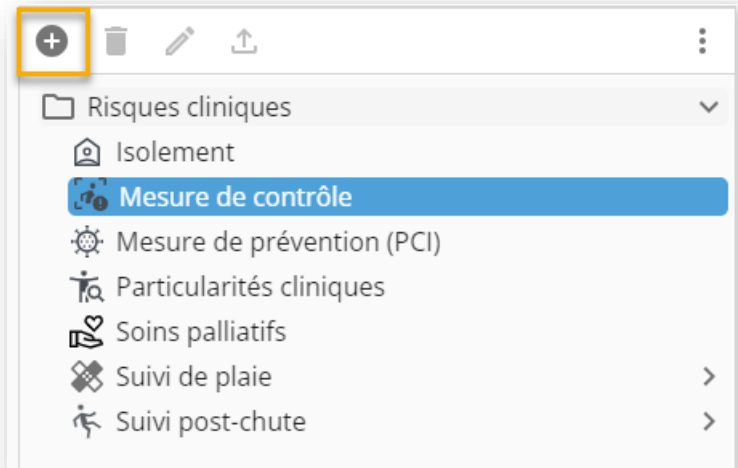 Risques cliniques
Isolement
Mesure de contrôle
Mesure de prévention (PCI)
Particularités cliniques
Soins palliatifs
Suivi de plaie
Suivi post-chute